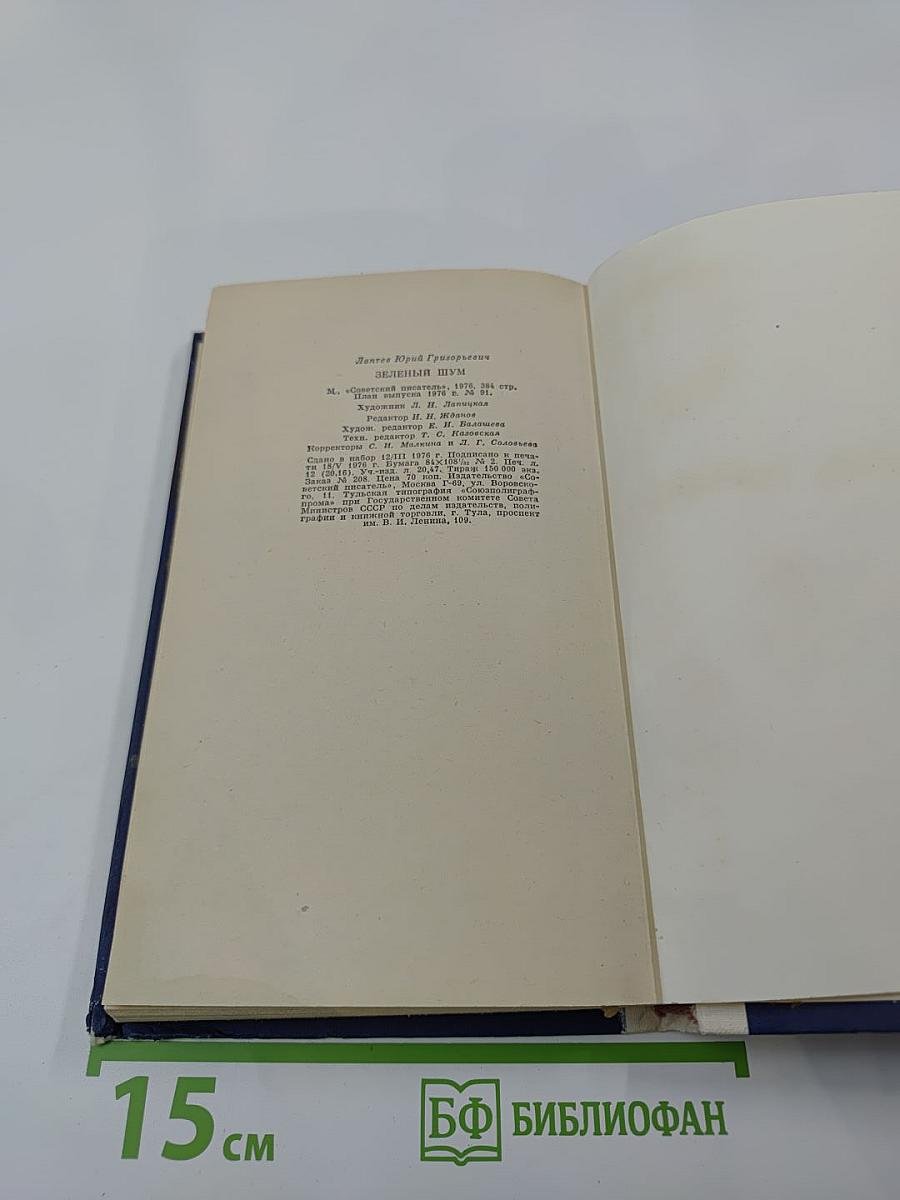 Лаптев Юрий Григорьевич
ЗЕЛЕНЫЙ ШУМ
М., «Советский писатель», 1976, 384 стр.
План выпуска 1976 г. № 91.
Художник Л. Н. Лапицкая
Редактор И. Н. Жданов
Худож. редактор Е. И. Балашева
Техн. редактор Т. С. Казовская
Корректоры С. И. Малкина и Л. Г. Соловьева
Сдано в набор 12/III 1976 г. Подписано к печа-
ти 18/V 1976 г. Бумага 84×108¹/₃₂ № 2. Печ. л.
12 (20,16). Уч.-изд. л. 20,47. Тираж 150 000 экз.
Заказ № 208. Цена 70 коп. Издательство «Со-
ветский писатель», Москва Г-69, ул. Воровско-
го, 11. Тульская типография «Союзполиграф-
прома» при Государственном комитете Совета
Министров СССР по делам издательств, поли-
графии и книжной торговли, г. Тула, проспект
им. В. И. Ленина, 109.
15 см
БФ БИБЛИОФАН